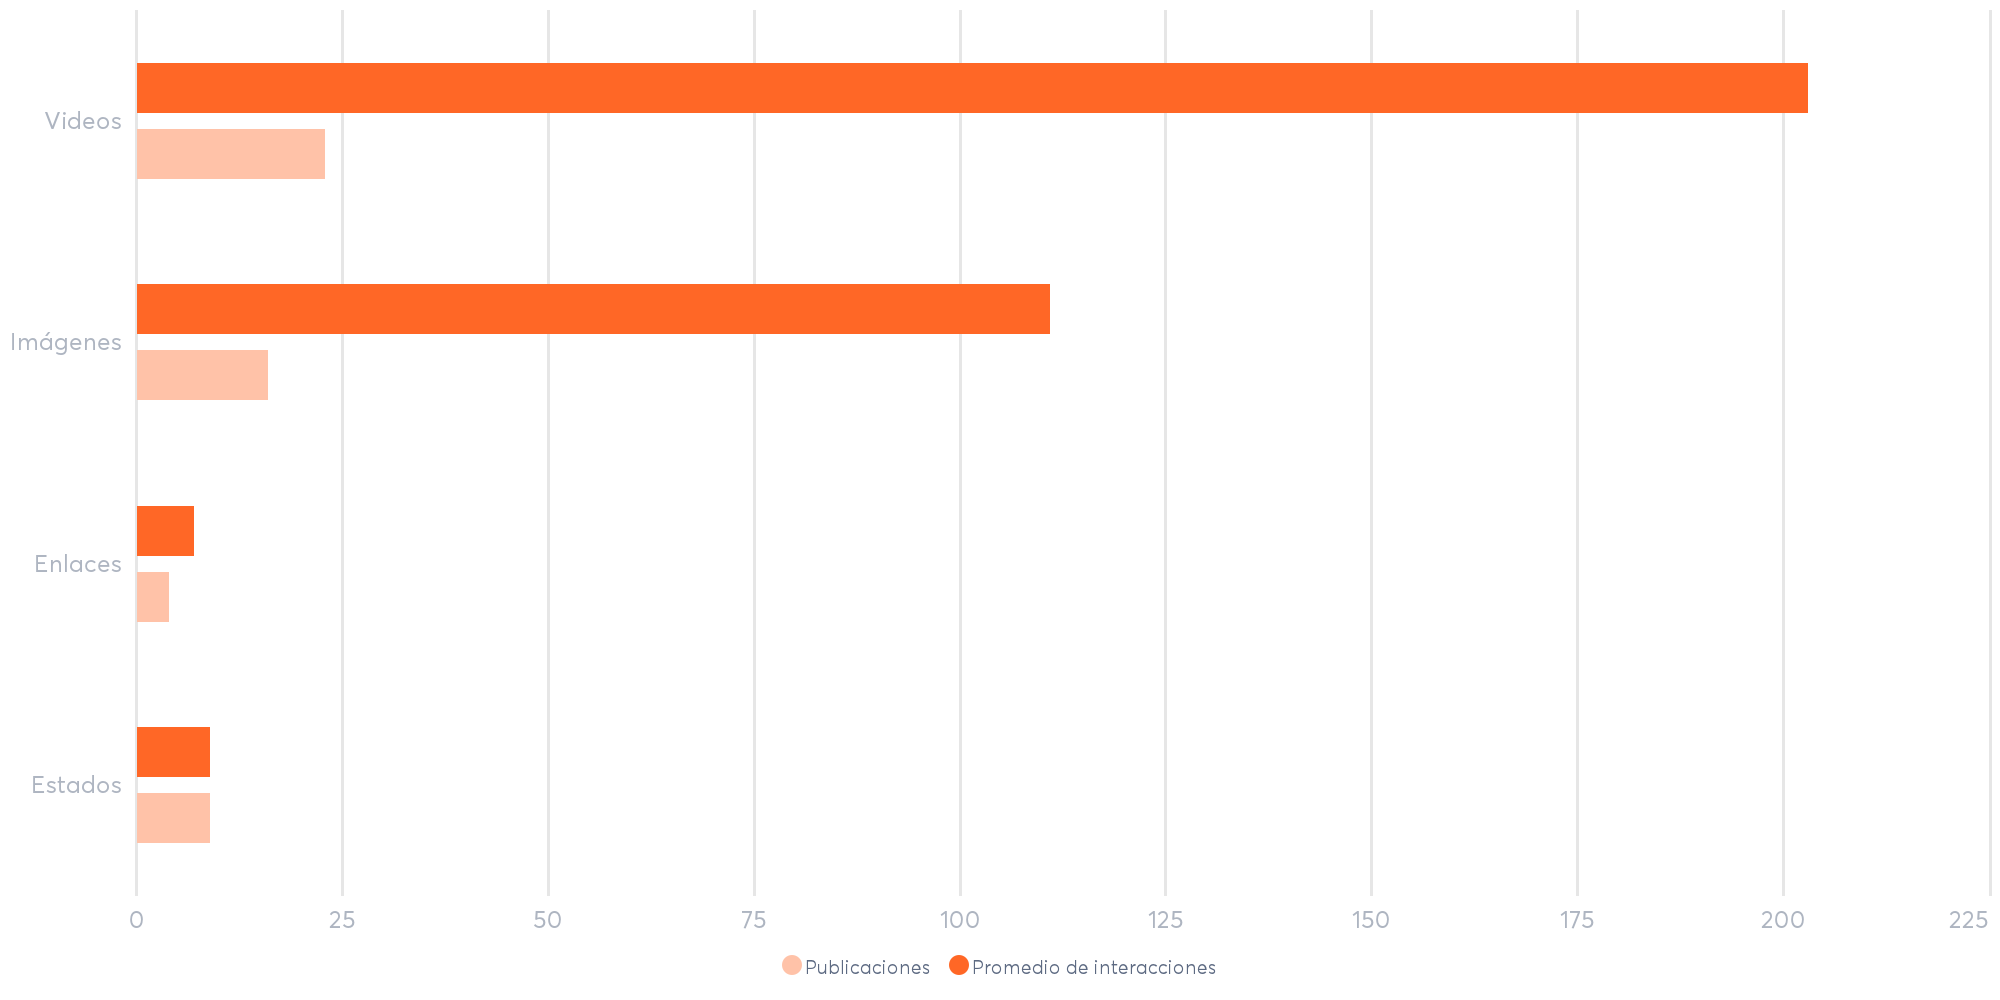 Videos
Imágenes
Enlaces
Estados
0 25 50 75 100 125 150 175 200 225
Publicaciones Promedio de interacciones